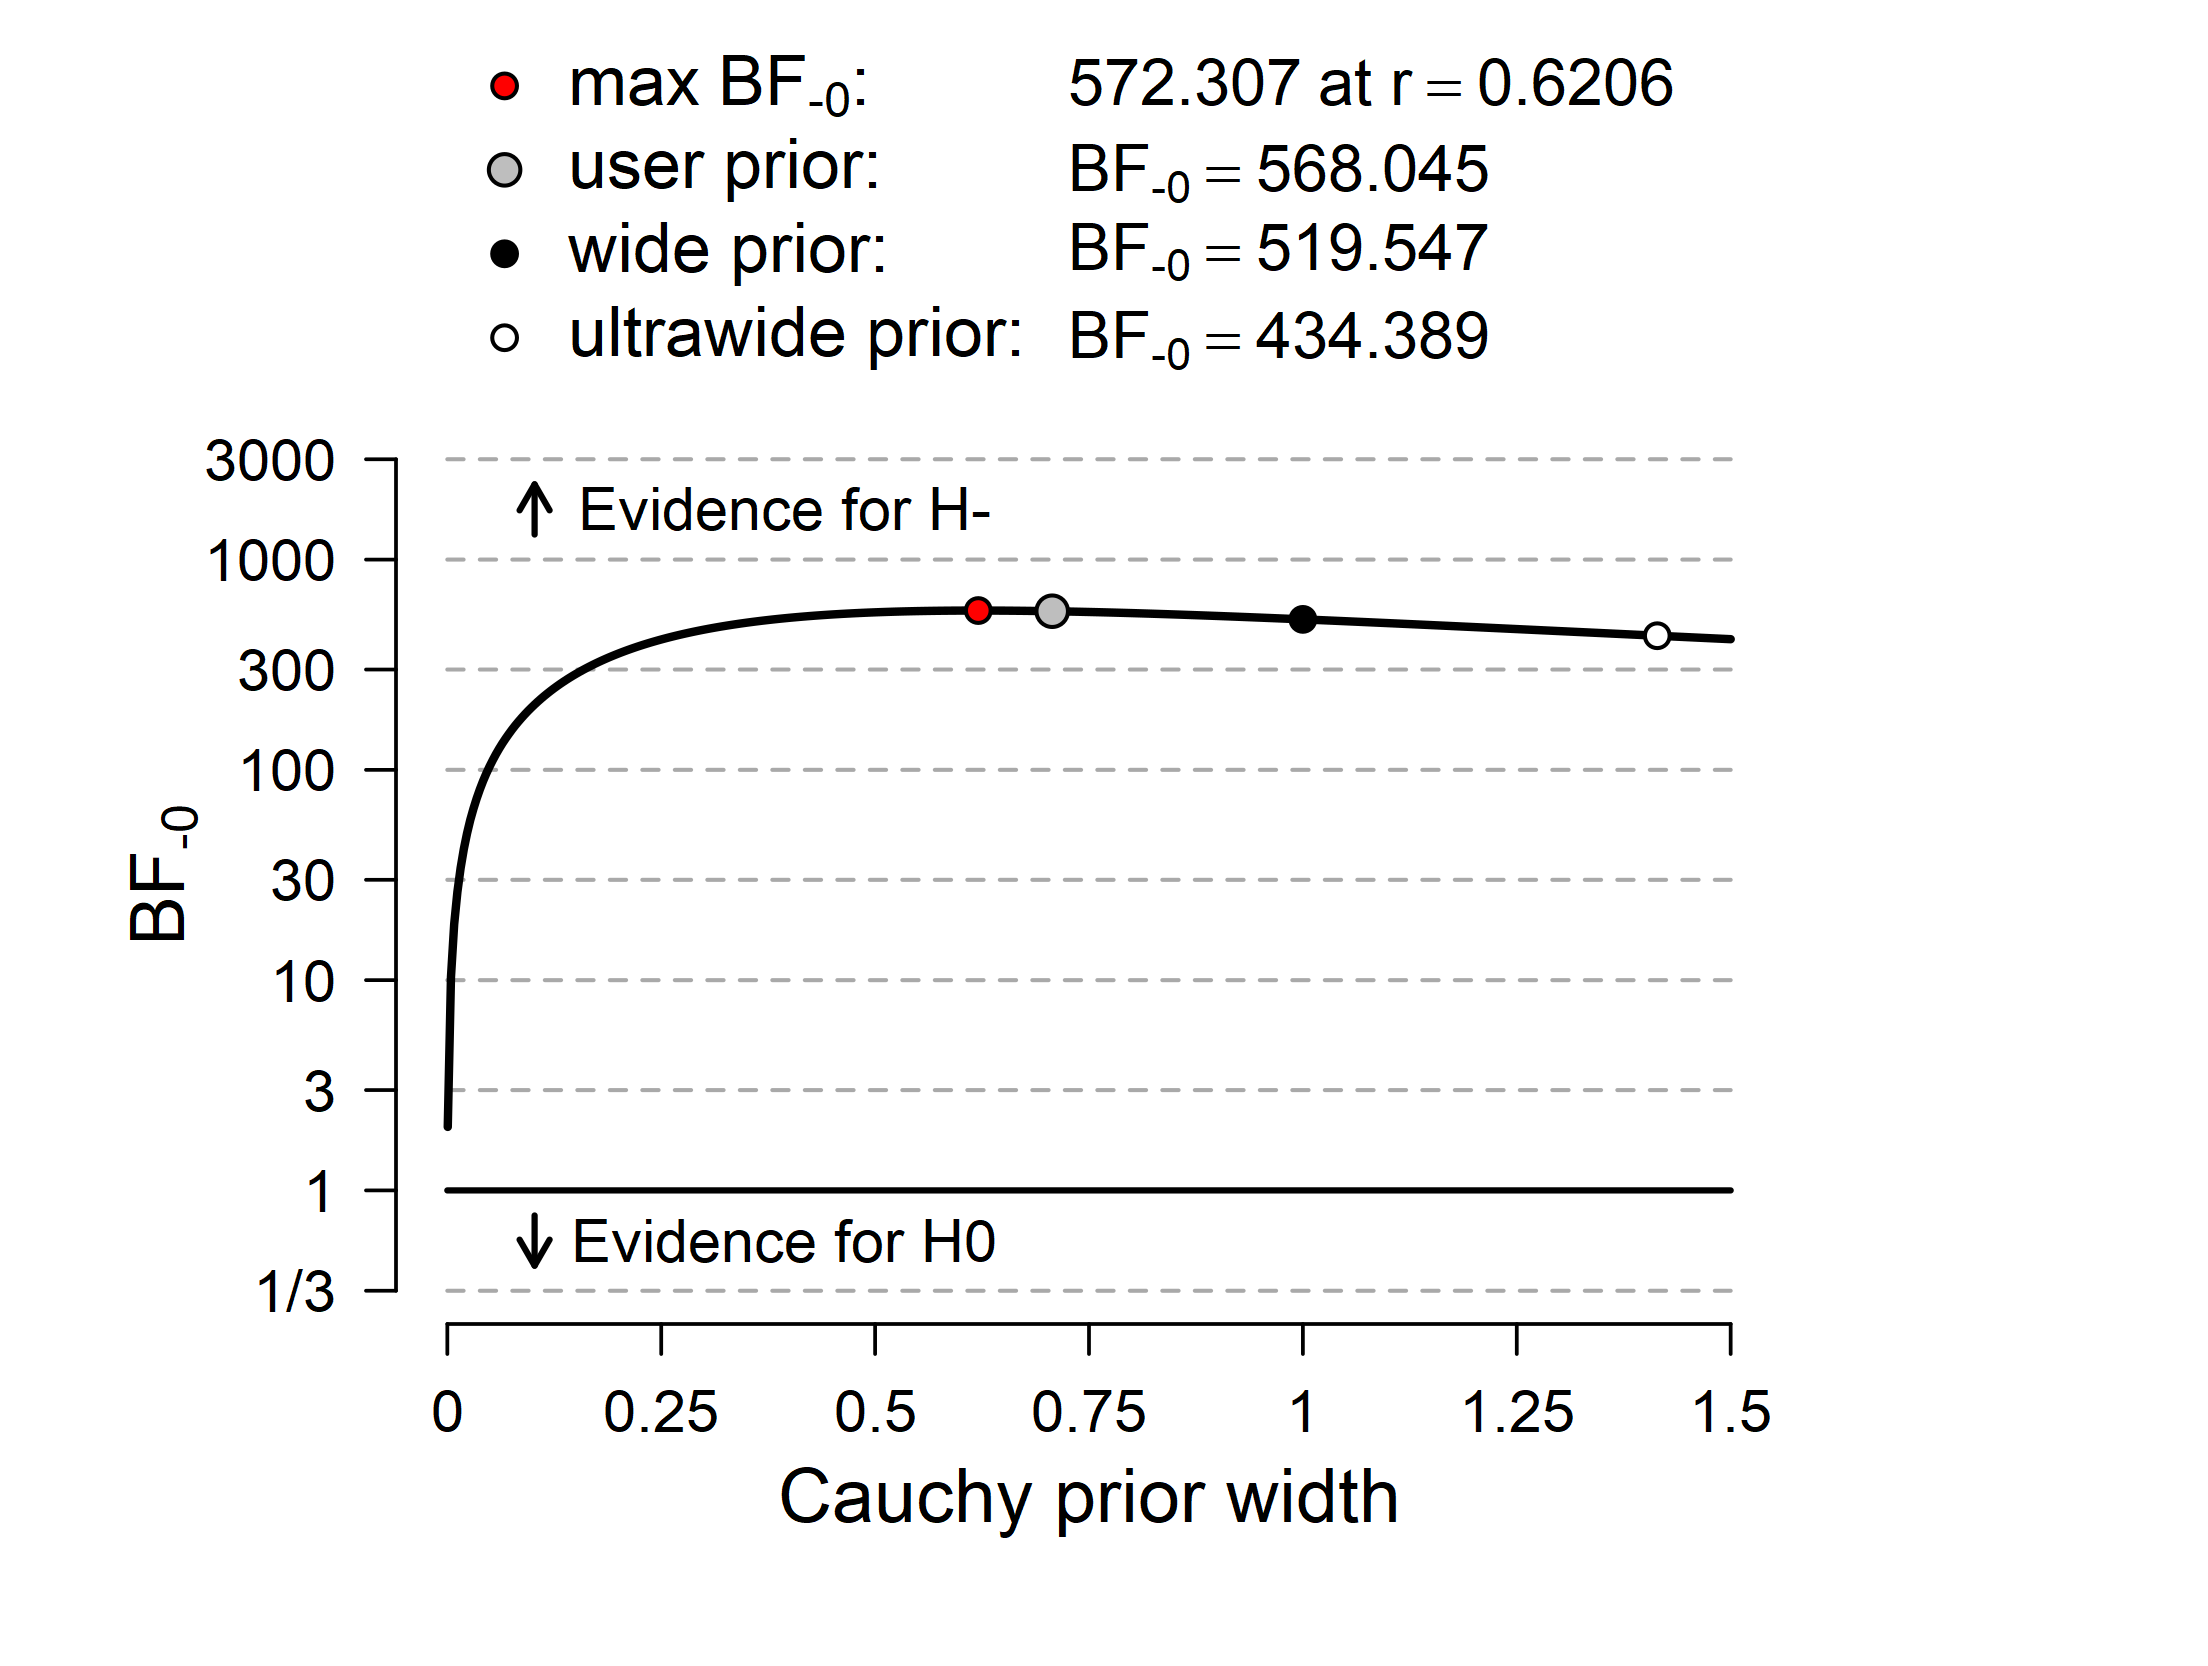 max BF-0: 572.307 at r = 0.6206
user prior: BF-0 = 568.045
wide prior: BF-0 = 519.547
ultrawide prior: BF-0 = 434.389
3000
Evidence for H-
1000
300
100
30
10
3
1
Evidence for H0
1/3
BF-0
0 0.25 0.5 0.75 1 1.25 1.5
Cauchy prior width